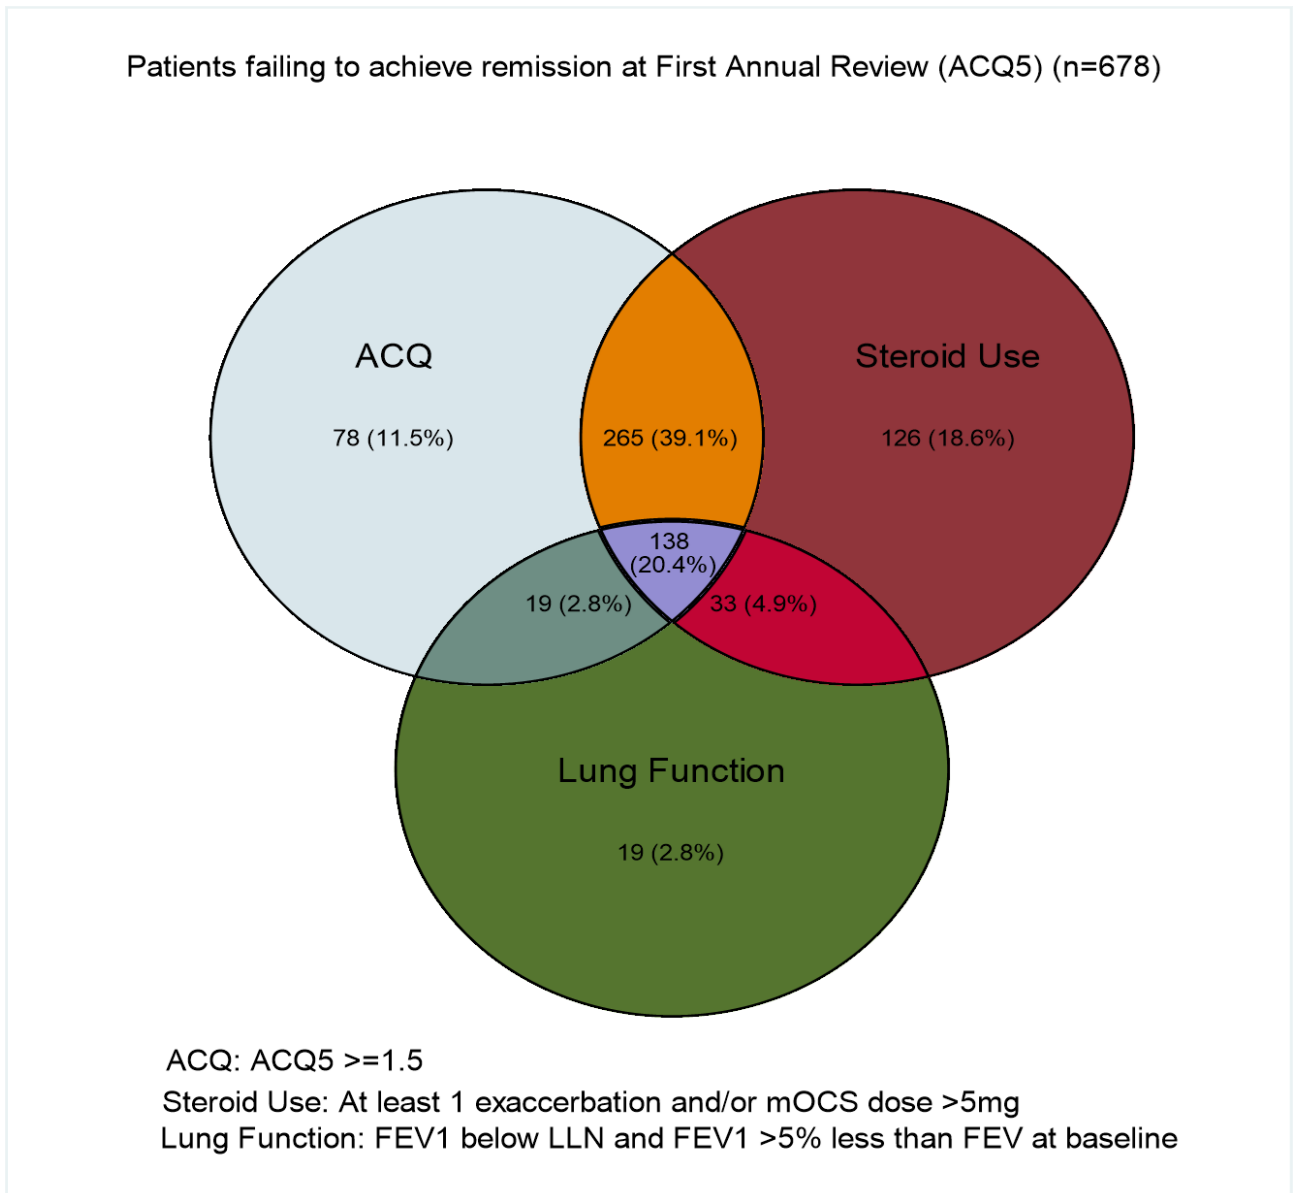 Patients failing to achieve remission at First Annual Review (ACQ5) (n=678)
ACQ
Steroid Use
78 (11.5%)
265 (39.1%)
126 (18.6%)
138
(20.4%)
19 (2.8%)
33 (4.9%)
Lung Function
19 (2.8%)
ACQ: ACQ5 >=1.5
Steroid Use: At least 1 exaccerbation and/or mOCS dose >5mg
Lung Function: FEV1 below LLN and FEV1 >5% less than FEV at baseline